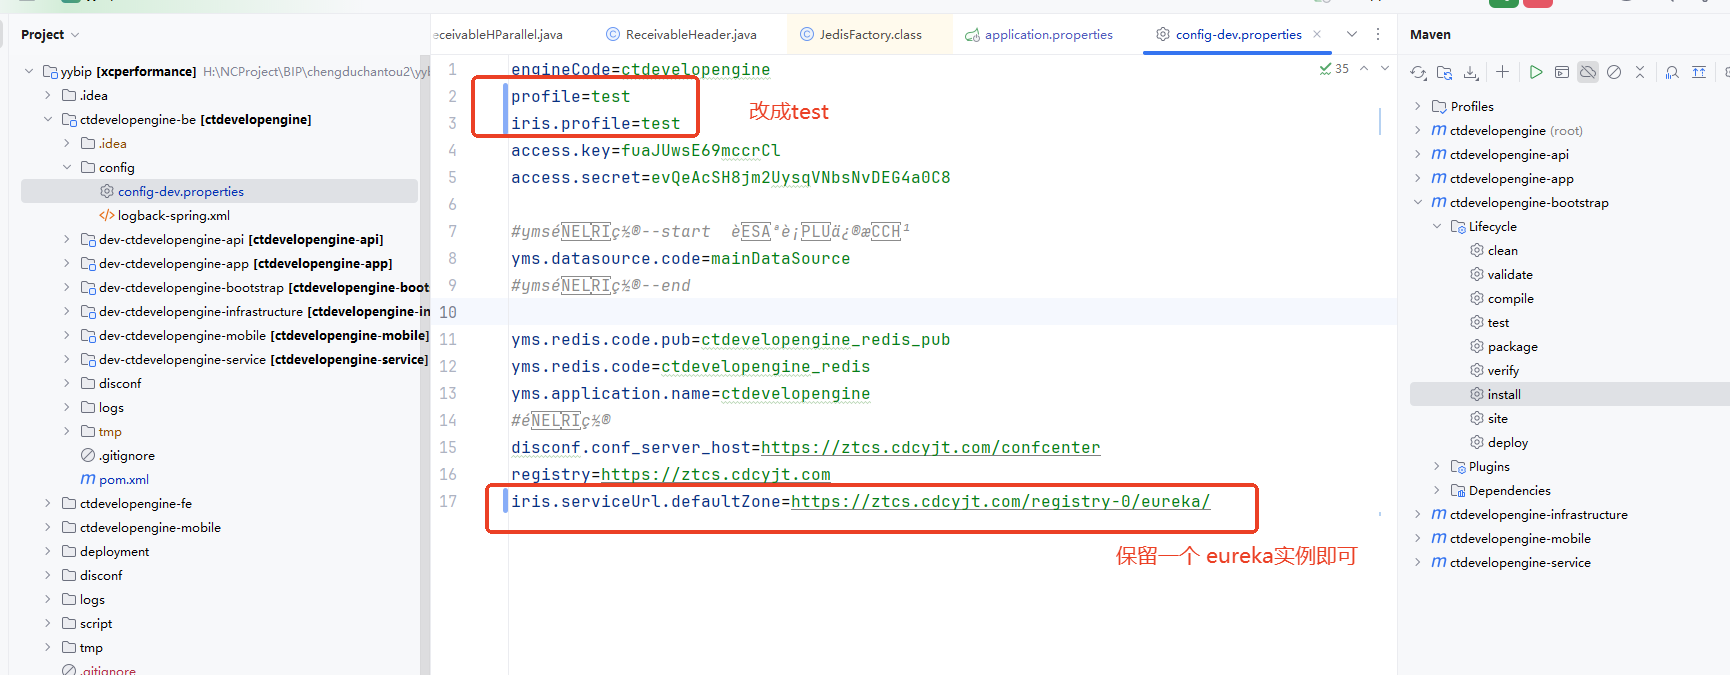 Project
yybip [xcperformance] H:\NCProject\BIP\chengduchantou2\yyb
.idea
ctdevelopengine-be [ctdevelopengine]
.idea
config
config-dev.properties
logback-spring.xml
dev-ctdevelopengine-api [ctdevelopengine-api]
dev-ctdevelopengine-app [ctdevelopengine-app]
dev-ctdevelopengine-bootstrap [ctdevelopengine-boot
dev-ctdevelopengine-infrastructure [ctdevelopengine-in
dev-ctdevelopengine-mobile [ctdevelopengine-mobile]
dev-ctdevelopengine-service [ctdevelopengine-service]
disconf
logs
tmp
.gitignore
pom.xml
ctdevelopengine-fe
ctdevelopengine-mobile
deployment
disconf
logs
script
tmp
.gitignore
eceivableHParallel.java ReceivableHeader.java JedisFactory.class application.properties config-dev.properties
35
1 engineCode=ctdevelopengine
2 profile=test
3 iris.profile=test
改成test
4 access.key=fuaJUwsE69mccrCl
5 access.secret=evQeAcSH8jm2UysqVNbsNvDEG4a0C8
6
7 #ymséNELRIç½®--start èESAªè¡PLUä¿®æCCH¹
8 yms.datasource.code=mainDataSource
9 #ymséNELRIç½®--end
10
11 yms.redis.code.pub=ctdevelopengine_redis_pub
12 yms.redis.code=ctdevelopengine_redis
13 yms.application.name=ctdevelopengine
14 #éNELRIç½®
15 disconf.conf_server_host=https://ztcs.cdcyjt.com/confcenter
16 registry=https://ztcs.cdcyjt.com
17 iris.serviceUrl.defaultZone=https://ztcs.cdcyjt.com/registry-0/eureka/
保留一个 eureka实例即可
Maven
Profiles
ctdevelopengine (root)
ctdevelopengine-api
ctdevelopengine-app
ctdevelopengine-bootstrap
Lifecycle
clean
validate
compile
test
package
verify
install
site
deploy
Plugins
Dependencies
ctdevelopengine-infrastructure
ctdevelopengine-mobile
ctdevelopengine-service